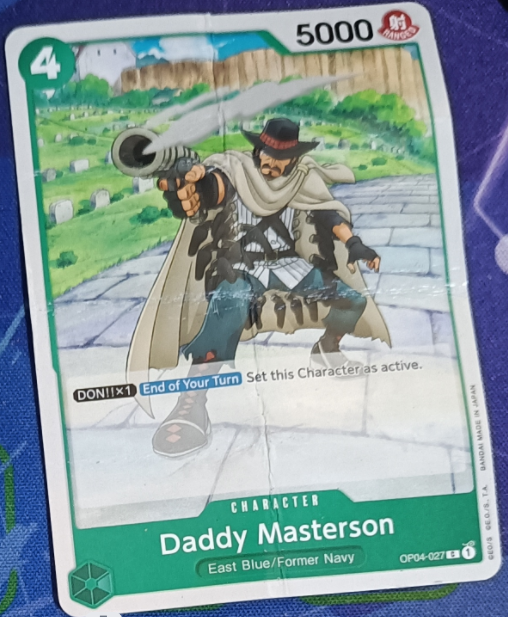 4
5000
射
RANGED
DON!!×1 End of Your Turn Set this Character as active.
CHARACTER
Daddy Masterson
East Blue/Former Navy
OP04-027 C 1
BANDAI MADE IN JAPAN